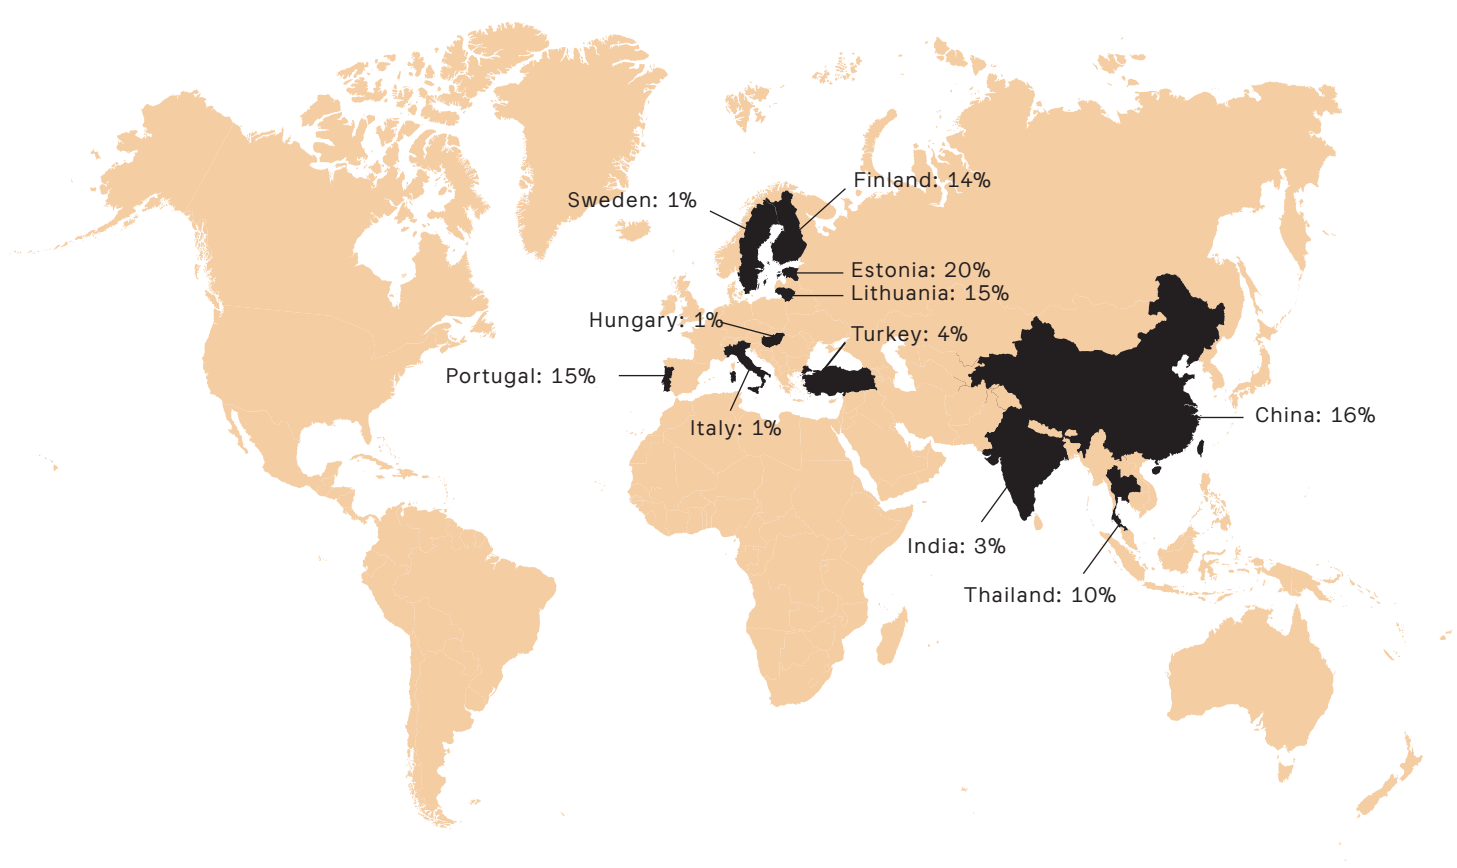 Finland: 14%
Sweden: 1%
Estonia: 20%
Lithuania: 15%
Hungary: 1%
Turkey: 4%
Portugal: 15%
China: 16%
Italy: 1%
India: 3%
Thailand: 10%